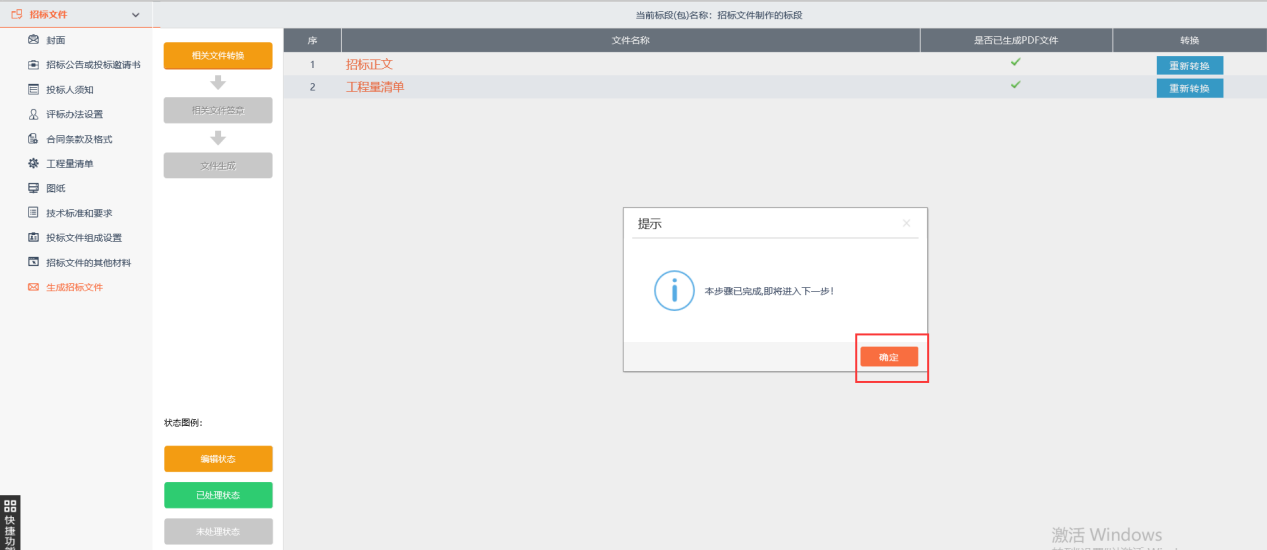 招标文件
封面
招标公告或投标邀请书
投标人须知
评标办法设置
合同条款及格式
工程量清单
图纸
技术标准和要求
投标文件组成设置
招标文件的其他材料
生成招标文件
快捷功
相关文件转换
相关文件签章
文件生成
状态图例:
编辑状态
已处理状态
未处理状态
当前标段(包)名称：招标文件制作的标段
序 文件名称 是否已生成PDF文件 转换
1 招标正文 重新转换
2 工程量清单 重新转换
提示
本步骤已完成,即将进入下一步!
确定
激活 Windows